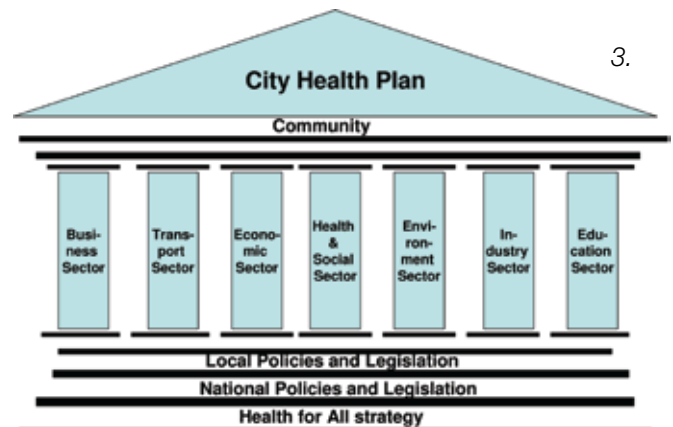 3.
City Health Plan
Community
Busi-
ness
Sector
Trans-
port
Sector
Econo-
mic
Sector
Health
&
Social
Sector
Envi-
ron-
ment
Sector
In-
dustry
Sector
Edu-
cation
Sector
Local Policies and Legislation
National Policies and Legislation
Health for All strategy